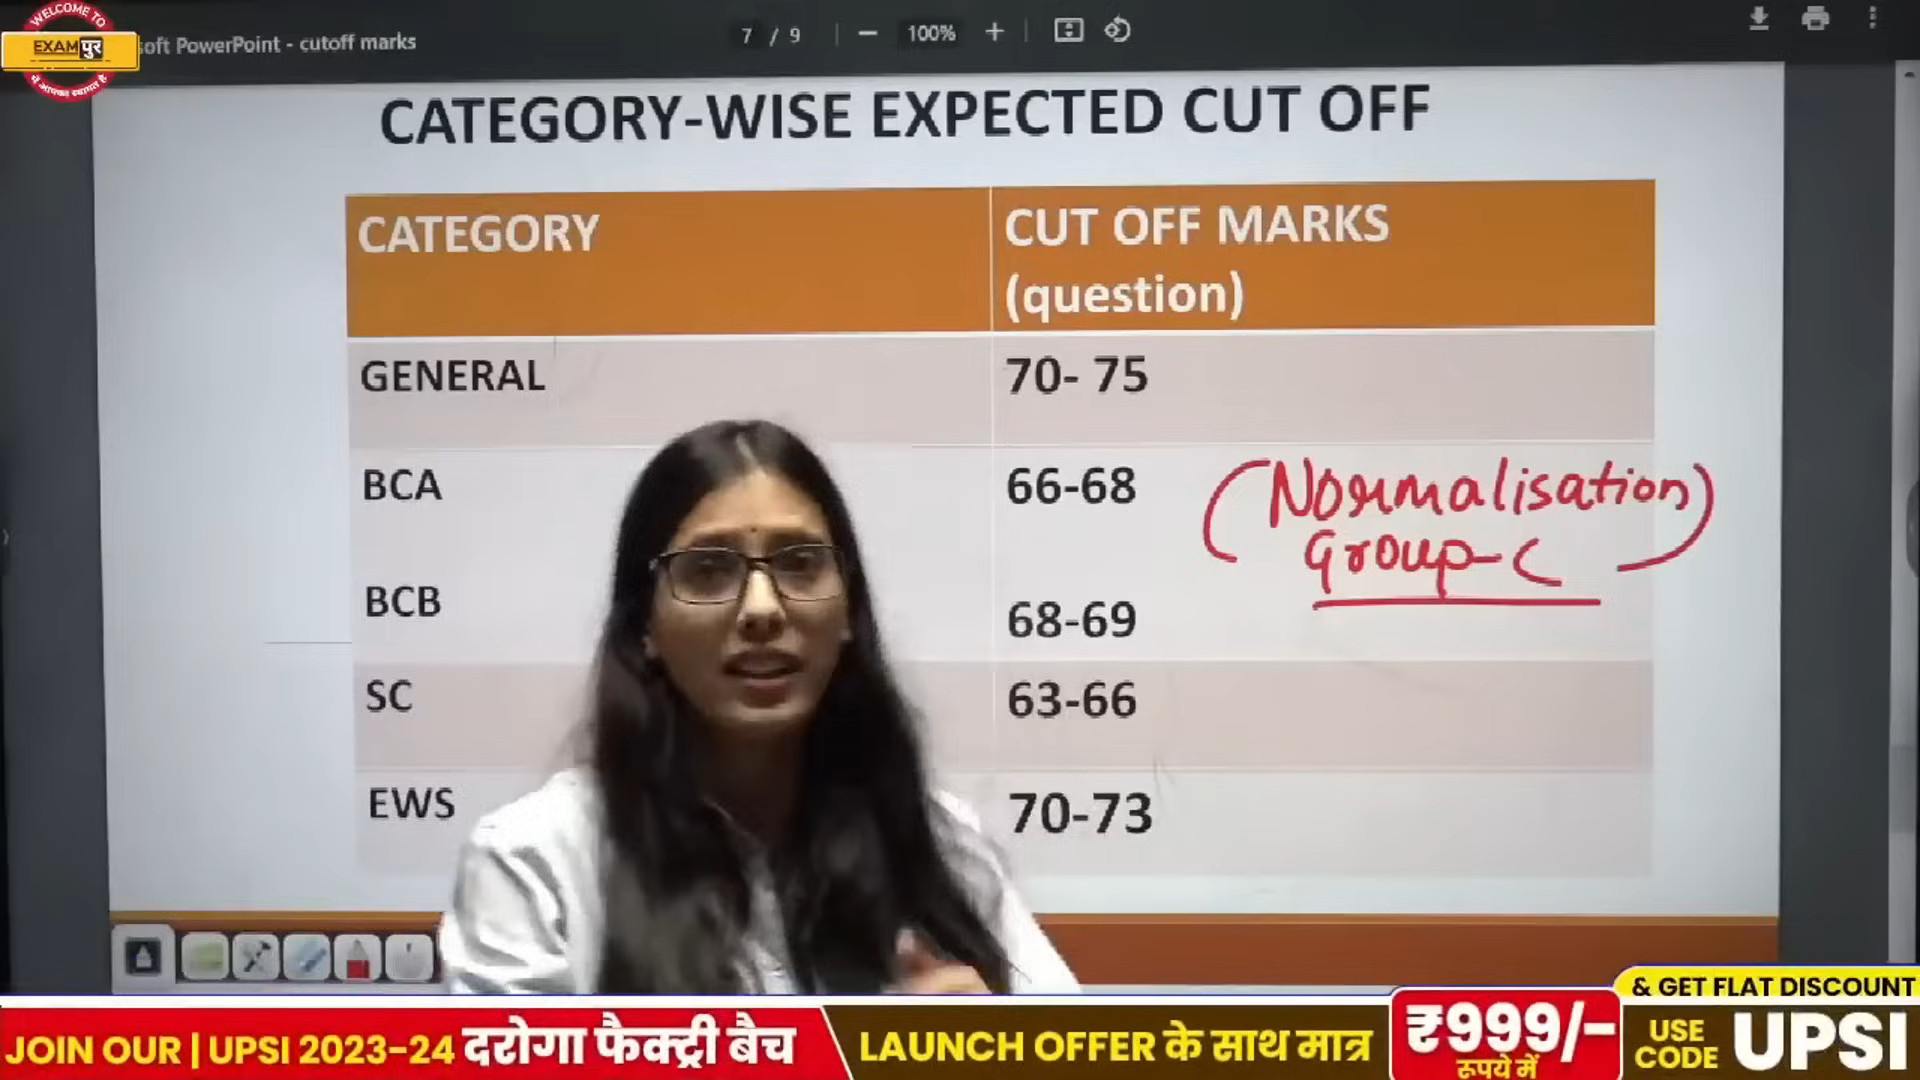 WELCOME TO
EXAMपुर
में आपका स्वागत है
soft PowerPoint - cutoff marks
7 / 9
100%
CATEGORY-WISE EXPECTED CUT OFF
CATEGORY
CUT OFF MARKS
(question)
GENERAL
70- 75
BCA
66-68
(Normalisation)
Group-C
BCB
68-69
SC
63-66
EWS
70-73
& GET FLAT DISCOUNT
JOIN OUR | UPSI 2023-24 दरोगा फैक्ट्री बैच
LAUNCH OFFER के साथ मात्र
₹999/-
रूपये में
USE
CODE
UPSI